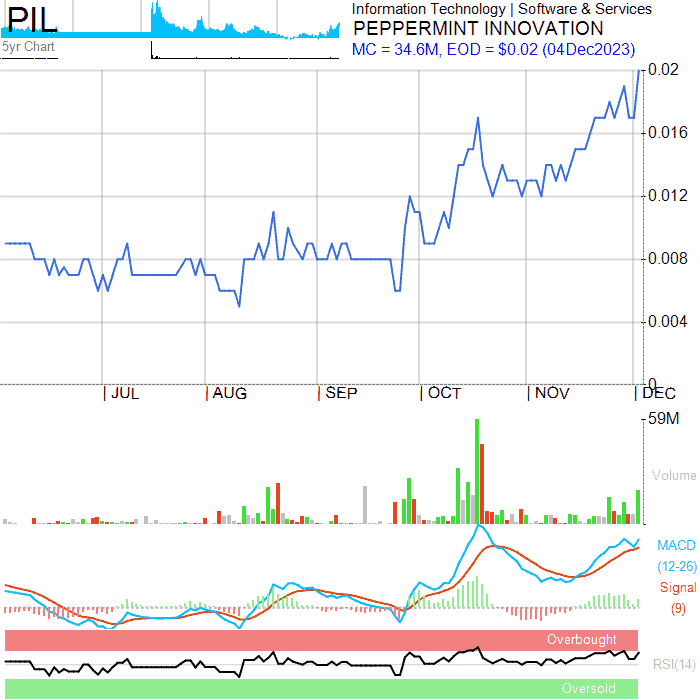 PIL
Information Technology | Software & Services
PEPPERMINT INNOVATION
5yr Chart
MC = 34.6M, EOD = $0.02 (04Dec2023)
0.02
0.016
0.012
0.008
0.004
0
JUL AUG SEP OCT NOV DEC
59M
Volume
MACD
(12-26)
Signal
(9)
Overbought
RSI(14)
Oversold